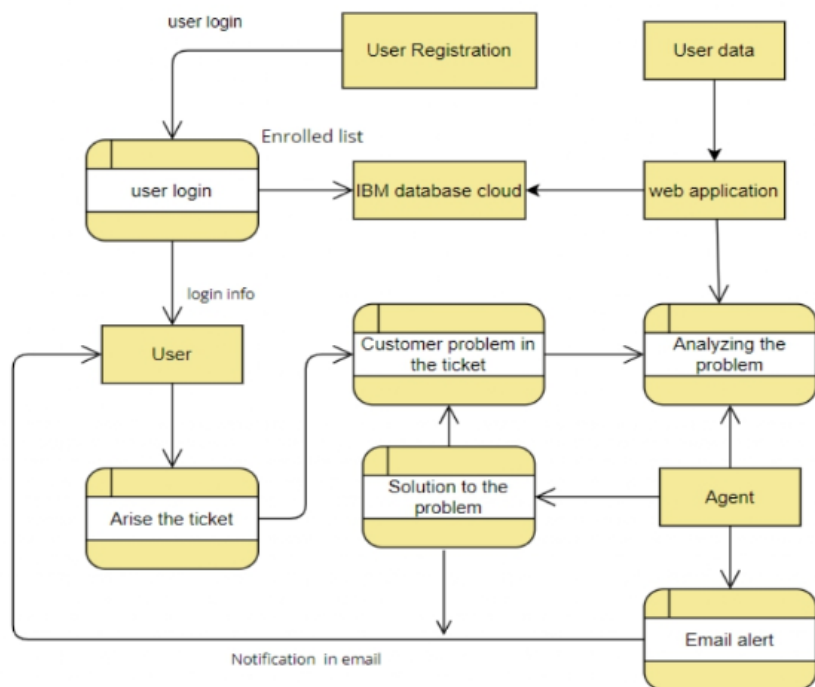 user login
User Registration
User data
Enrolled list
user login
IBM database cloud
web application
login info
User
Customer problem in
the ticket
Analyzing the
problem
Arise the ticket
Solution to the
problem
Agent
Email alert
Notification in email